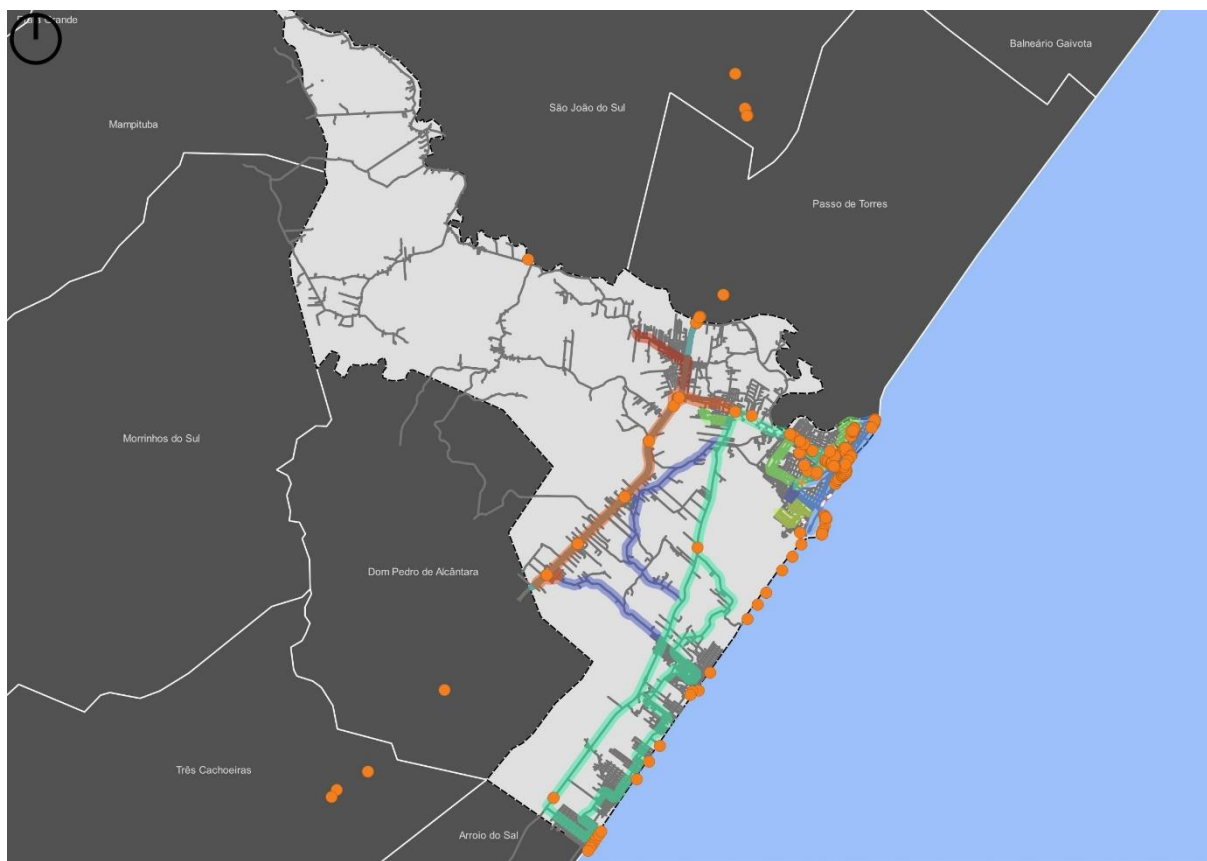 Grande
Balneário Gaivota
São João do Sul
Mampituba
Passo de Torres
Morrinhos do Sul
Dom Pedro de Alcântara
Três Cachoeiras
Arroio do Sal